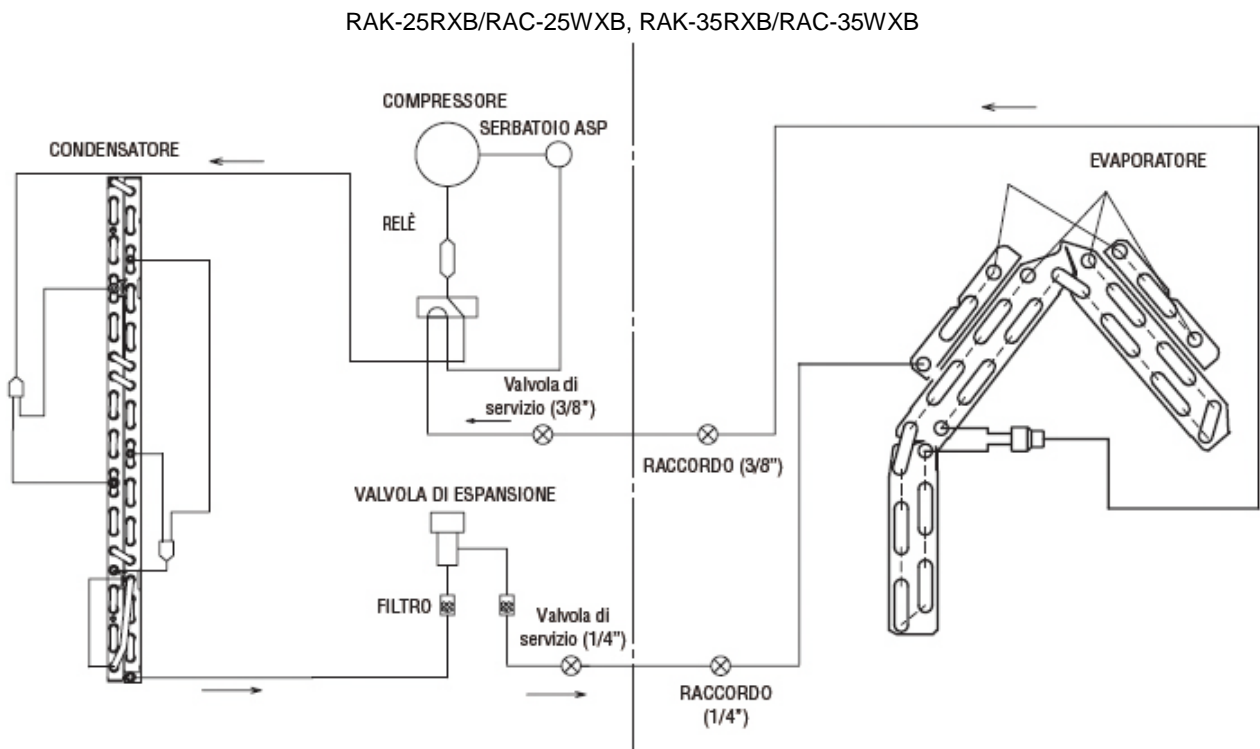 RAK-25RXB/RAC-25WXB, RAK-35RXB/RAC-35WXB
COMPRESSORE
SERBATOIO ASP
CONDENSATORE
EVAPORATORE
RELÈ
Valvola di
servizio (3/8")
RACCORDO (3/8")
VALVOLA DI ESPANSIONE
FILTRO
Valvola di
servizio (1/4")
RACCORDO
(1/4")